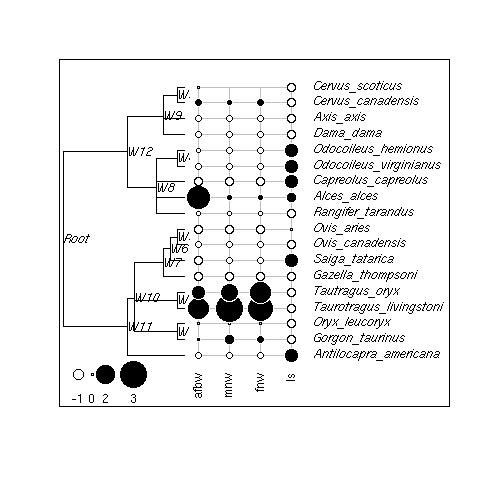 Cervus_scoticus
W.
Cervus_canadensis
W9
Axis_axis
Dama_dama
W12
Odocoileus_hemionus
W.
Odocoileus_virginianus
Capreolus_capreolus
W8
Alces_alces
Rangifer_tarandus
Ovis_aries
Root
W.
Ovis_canadensis
W6
Saiga_tatarica
W7
Gazella_thompsoni
Tautragus_oryx
W10
W
Taurotragus_livingstoni
Oryx_leucoryx
W11
W
Gorgon_taurinus
Antilocapra_americana
afbw
mnw
fnw
ls
-1 0 2 3